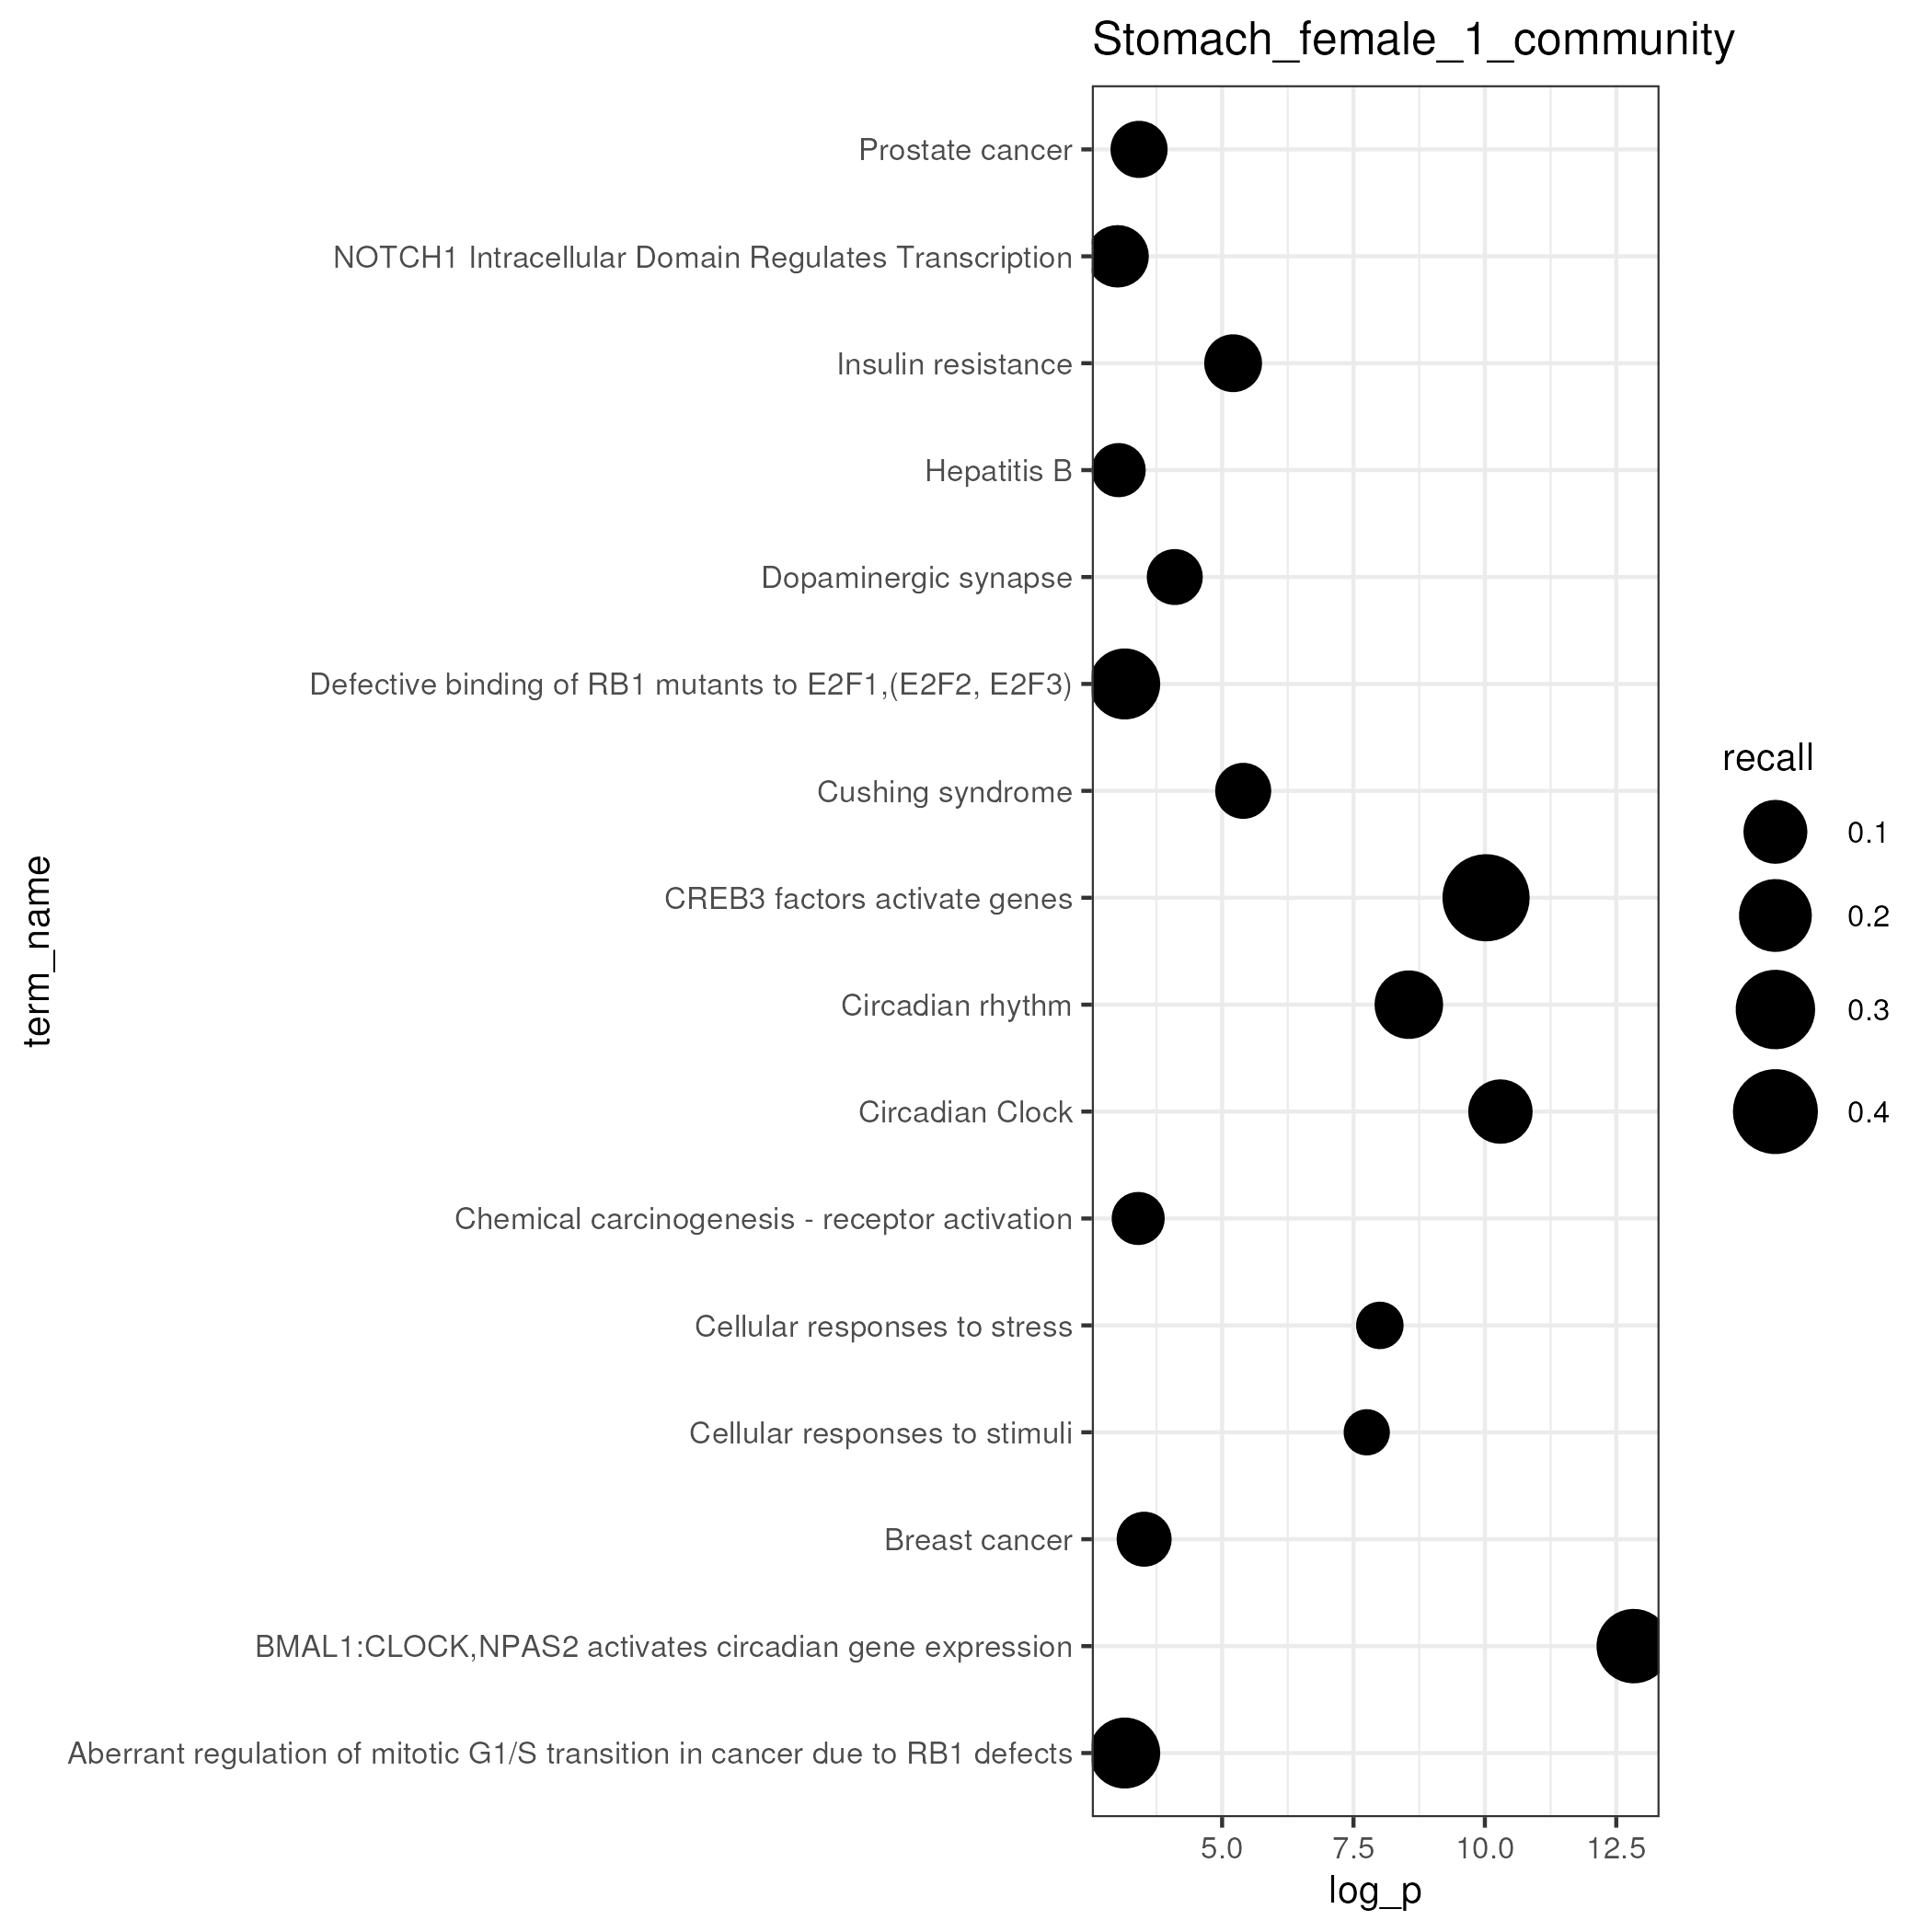 Stomach_female_1_community
Prostate cancer
NOTCH1 Intracellular Domain Regulates Transcription
Insulin resistance
Hepatitis B
Dopaminergic synapse
Defective binding of RB1 mutants to E2F1,(E2F2, E2F3)
Cushing syndrome
CREB3 factors activate genes
Circadian rhythm
Circadian Clock
Chemical carcinogenesis - receptor activation
Cellular responses to stress
Cellular responses to stimuli
Breast cancer
BMAL1:CLOCK,NPAS2 activates circadian gene expression
Aberrant regulation of mitotic G1/S transition in cancer due to RB1 defects
term_name
5.0 7.5 10.0 12.5
log_p
recall
0.1
0.2
0.3
0.4